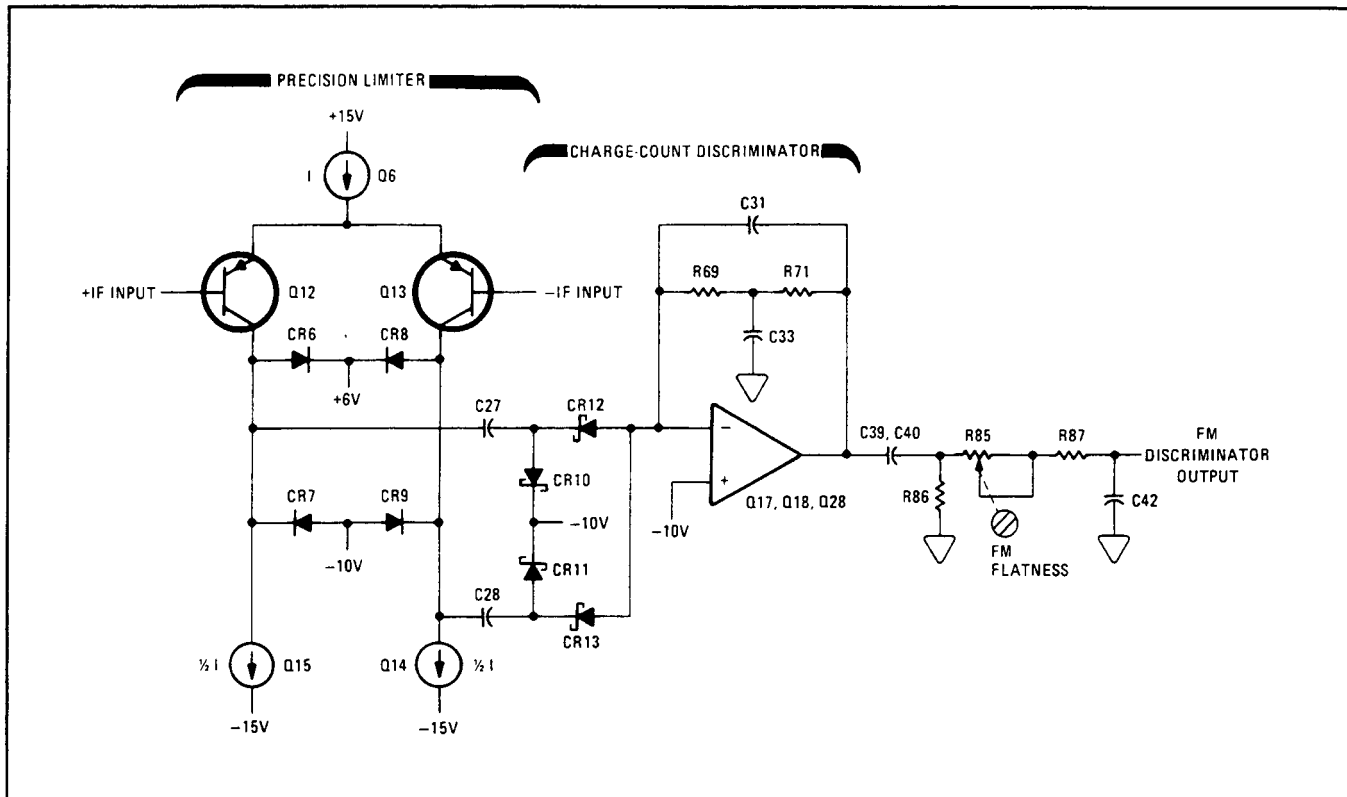 PRECISION LIMITER
+15V
CHARGE-COUNT DISCRIMINATOR
I
Q6
C31
R69
R71
+IF INPUT
Q12
Q13
−IF INPUT
CR6
CR8
C33
+6V
C27
CR12
C39, C40
R85
R87
FM
DISCRIMINATOR
OUTPUT
CR10
−
+
Q17, Q18, Q28
CR7
CR9
−10V
−10V
−10V
R86
C42
CR11
FM
FLATNESS
C28
CR13
½ I
Q15
Q14
½ I
−15V
−15V